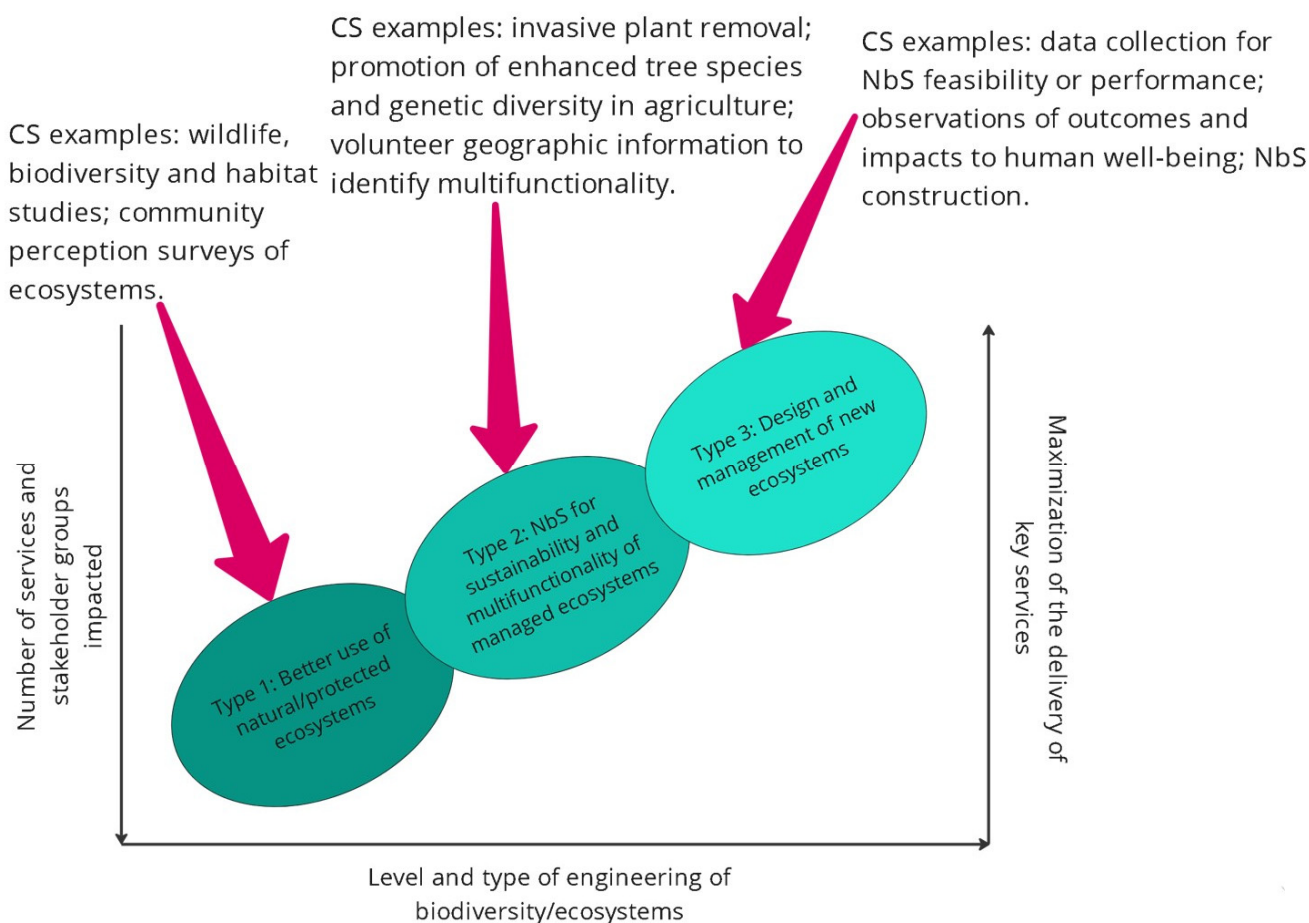 CS examples: wildlife,
biodiversity and habitat
studies; community
perception surveys of
ecosystems.
CS examples: invasive plant removal;
promotion of enhanced tree species
and genetic diversity in agriculture;
volunteer geographic information to
identify multifunctionality.
CS examples: data collection for
NbS feasibility or performance;
observations of outcomes and
impacts to human well-being; NbS
construction.
Number of services and
stakeholder groups
impacted
Type 1: Better use of
natural/protected
ecosystems
Type 2: NbS for
sustainability and
multifunctionality of
managed ecosystems
Type 3: Design and
management of new
ecosystems
Maximization of the delivery of
key services
Level and type of engineering of
biodiversity/ecosystems